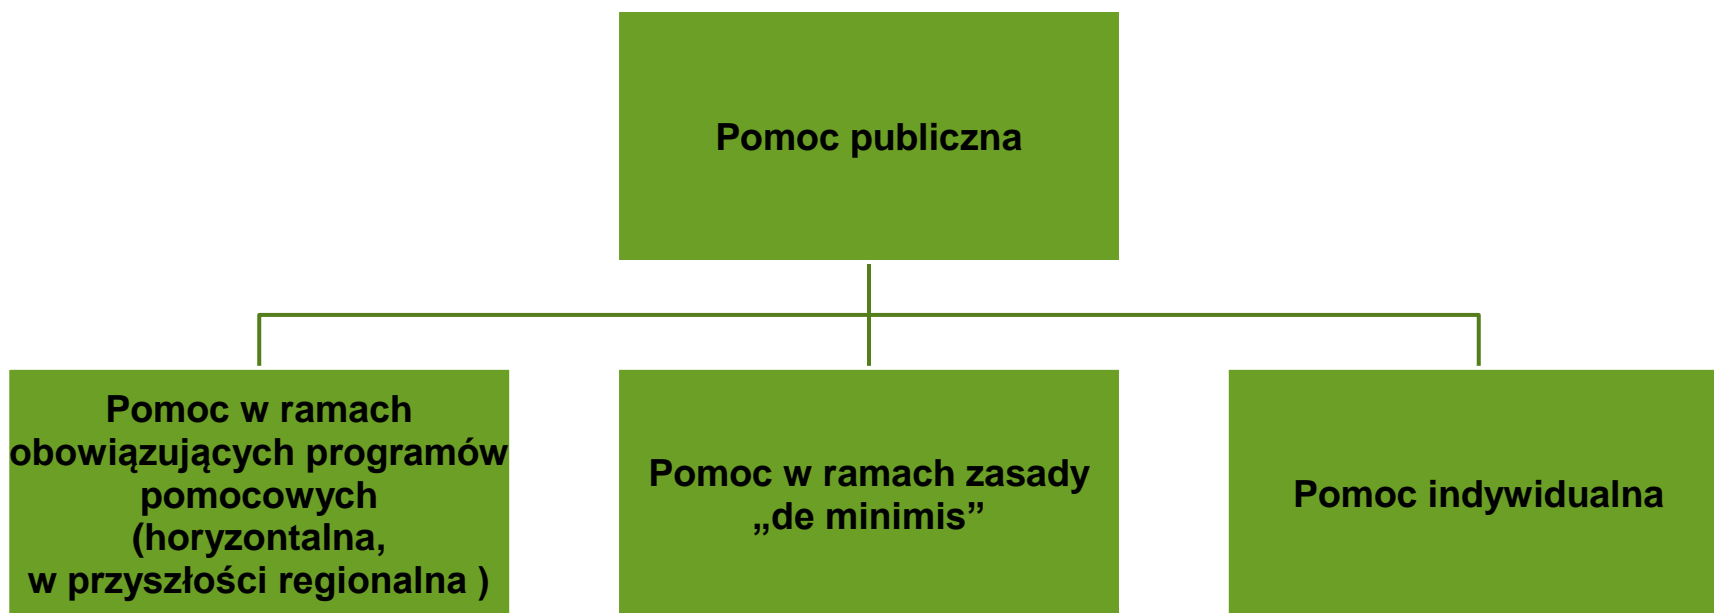 Pomoc publiczna
Pomoc w ramach
obowiązujących programów
pomocowych
(horyzontalna,
w przyszłości regionalna )
Pomoc w ramach zasady
„de minimis”
Pomoc indywidualna